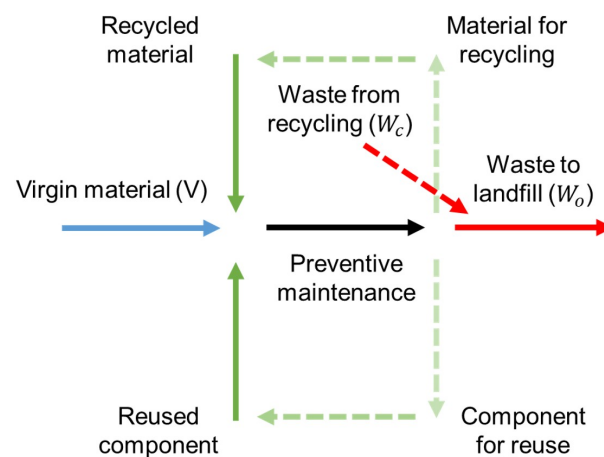 Recycled
material
Material for
recycling
Waste from
recycling (W_c)
Waste to
landfill (W_o)
Virgin material (V)
Preventive
maintenance
Reused
component
Component
for reuse